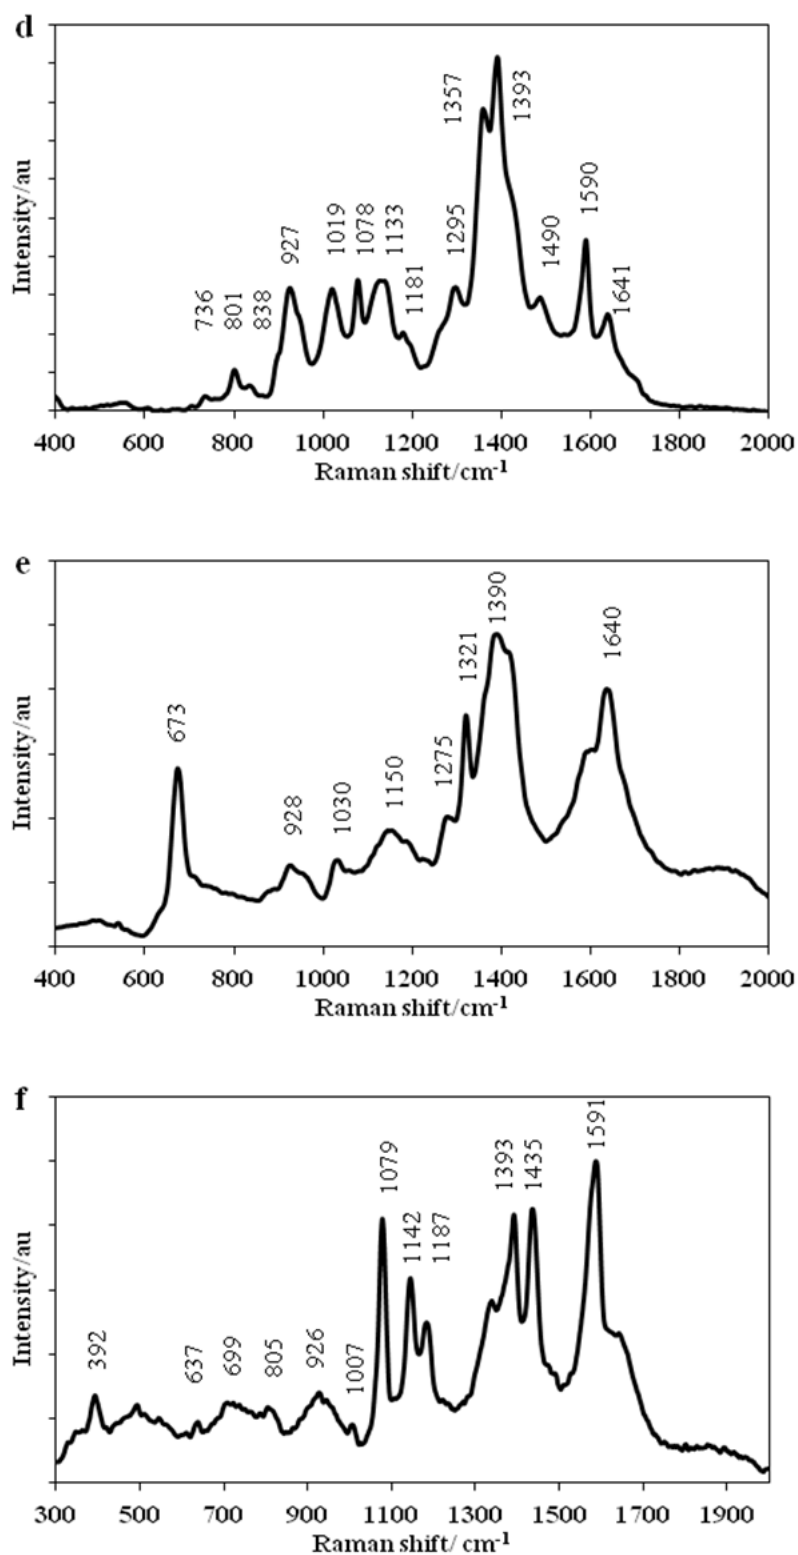 d
Intensity/au
736
801
838
927
1019
1078
1133
1181
1295
1357
1393
1490
1590
1641
400 600 800 1000 1200 1400 1600 1800 2000
Raman shift/cm-1
e
Intensity/au
673
928
1030
1150
1275
1321
1390
1640
400 600 800 1000 1200 1400 1600 1800 2000
Raman shift/cm-1
f
Intensity/au
392
637
699
805
926
1007
1079
1142
1187
1393
1435
1591
300 500 700 900 1100 1300 1500 1700 1900
Raman shift/ cm-1